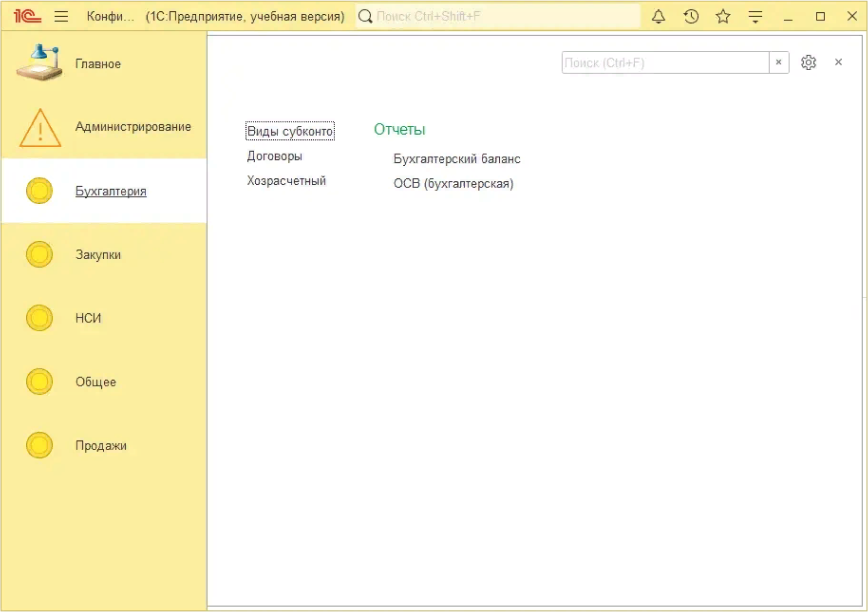 1С Конфи... (1С:Предприятие, учебная версия) Поиск Ctrl+Shift+F
Главное
Администрирование
Бухгалтерия
Закупки
НСИ
Общее
Продажи
Поиск (Ctrl+F)
Виды субконто
Договоры
Хозрасчетный
Отчеты
Бухгалтерский баланс
ОСВ (бухгалтерская)